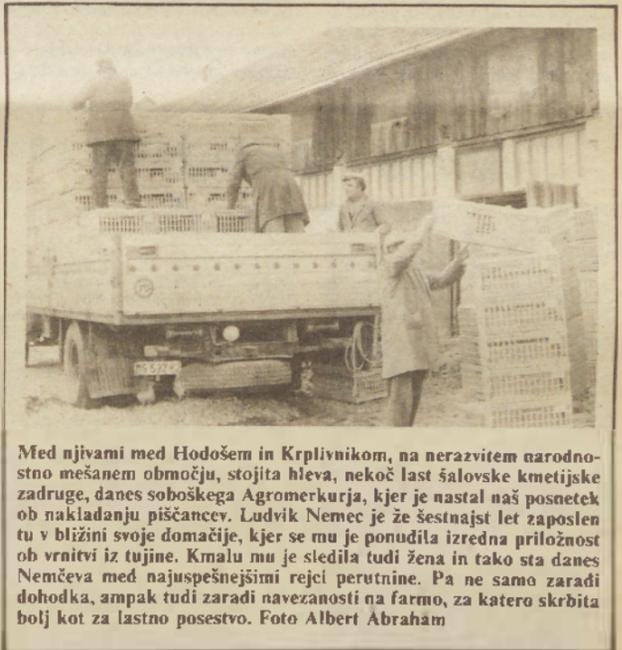 MS 592
Med njivami med Hodošem in Krplivnikom, na nerazvitem narodno-
stno mešanem območju, stojita hleva, nekoč last šalovske kmetijske
zadruge, danes soboškega Agromerkurja, kjer je nastal naš posnetek
ob nakladanju piščancev. Ludvik Nemec je že šestnajst let zaposlen
tu v bližini svoje domačije, kjer se mu je ponudila izredna priložnost
ob vrnitvi iz tujine. Kmalu mu je sledila tudi žena in tako sta danes
Nemčeva med najuspešnejšimi rejci perutnine. Pa ne samo zaradi
dohodka, ampak tudi zaradi navezanosti na farmo, za katero skrbita
bolj kot za lastno posestvo. Foto Albert Abraham